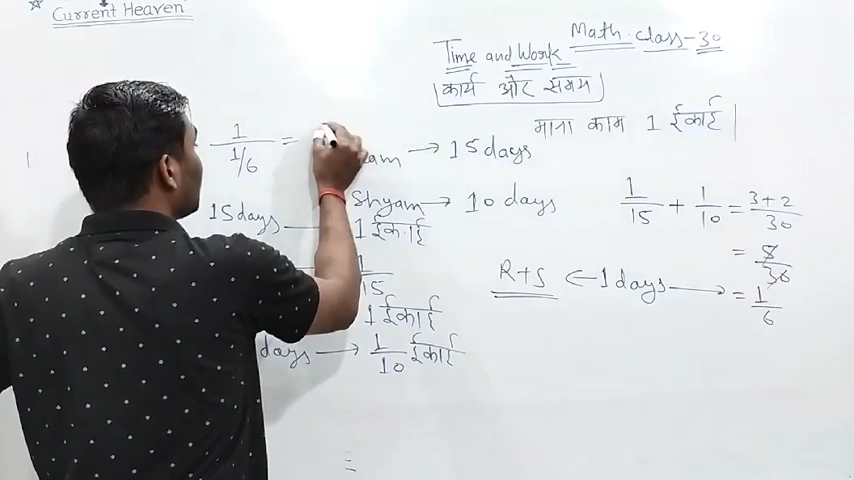 ☆ Current Heaven
Math. class-30
Time and Work
कार्य और समय
माना काम 1 ईकाई
1/(1/6) =
am → 15 days
Shyam → 10 days
1/15 + 1/10 = 3+2/30
= 5/30
= 1/6
R+S ← 1 days →
15 days — 1 ईकाई
1/15
1 ईकाई
days → 1/10 ईकाई
=